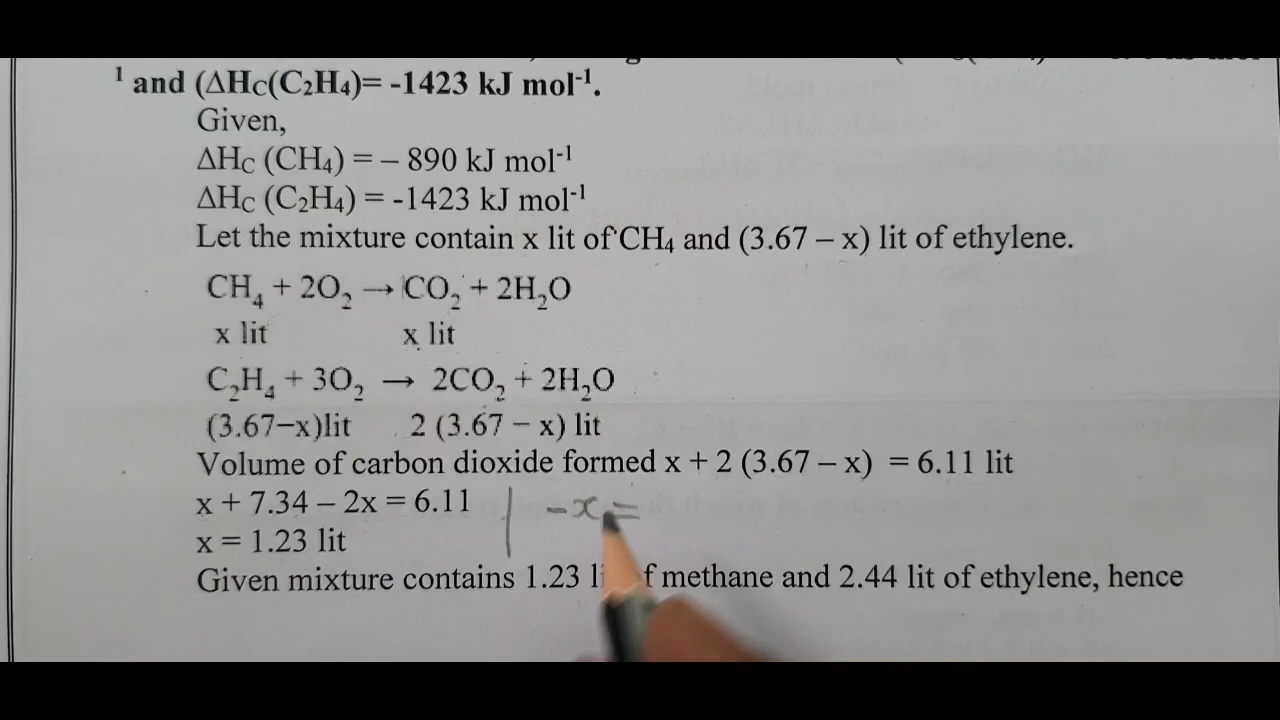 ¹ and (ΔHC(C₂H₄)= -1423 kJ mol⁻¹.
Given,
ΔHC (CH₄) = – 890 kJ mol⁻¹
ΔHC (C₂H₄) = -1423 kJ mol⁻¹
Let the mixture contain x lit of CH₄ and (3.67 – x) lit of ethylene.
CH₄ + 2O₂ → CO₂ + 2H₂O
x lit x lit
C₂H₄ + 3O₂ → 2CO₂ + 2H₂O
(3.67–x)lit 2 (3.67 – x) lit
Volume of carbon dioxide formed x + 2 (3.67 – x) = 6.11 lit
x + 7.34 – 2x = 6.11 | -x =
x = 1.23 lit
Given mixture contains 1.23 li f methane and 2.44 lit of ethylene, hence